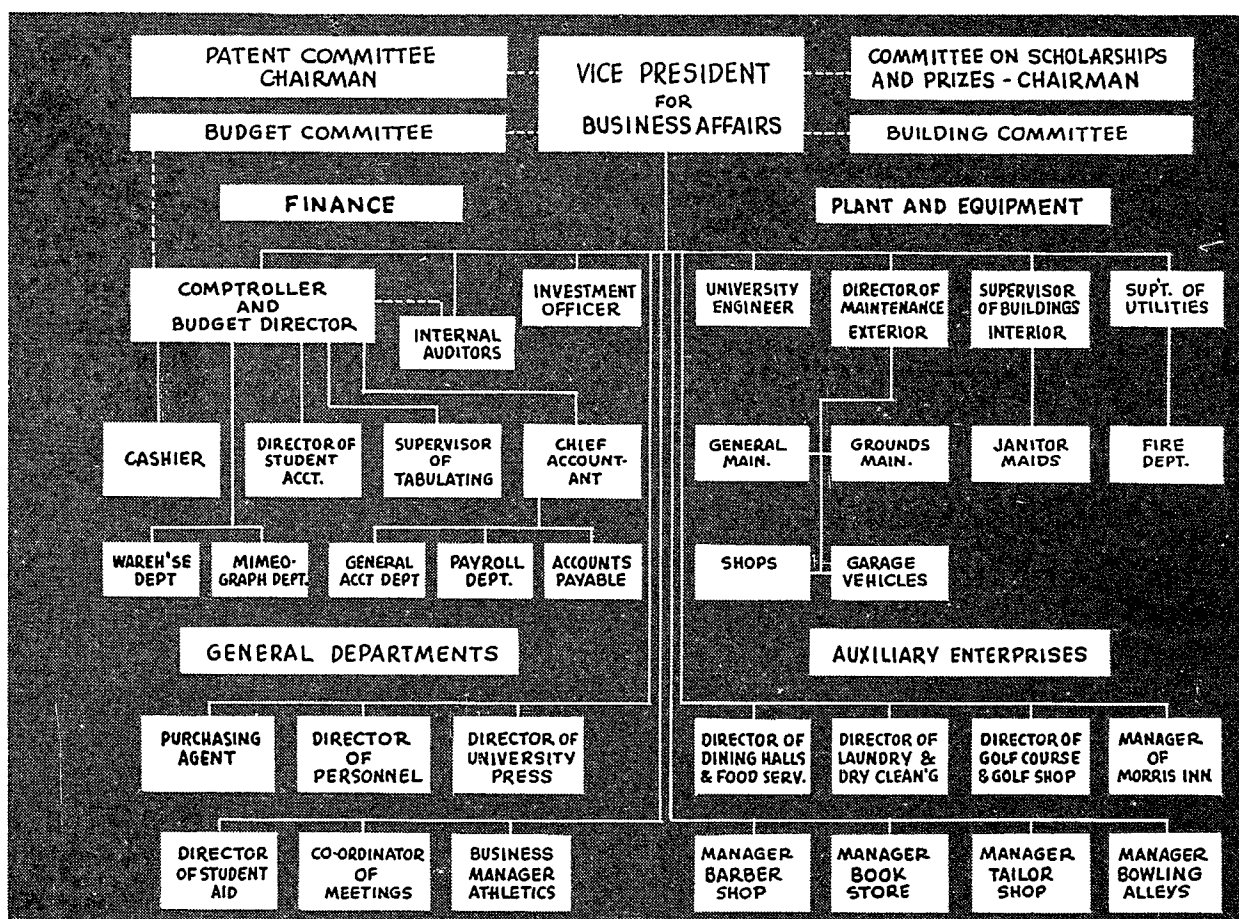 PATENT COMMITTEE
CHAIRMAN
VICE PRESIDENT
FOR
BUSINESS AFFAIRS
COMMITTEE ON SCHOLARSHIPS
AND PRIZES - CHAIRMAN
BUDGET COMMITTEE
BUILDING COMMITTEE
FINANCE
PLANT AND EQUIPMENT
COMPTROLLER
AND
BUDGET DIRECTOR
INTERNAL
AUDITORS
INVESTMENT
OFFICER
UNIVERSITY
ENGINEER
DIRECTOR OF
MAINTENANCE
EXTERIOR
SUPERVISOR
OF BUILDINGS
INTERIOR
SUP'T. OF
UTILITIES
CASHIER
DIRECTOR OF
STUDENT
ACCT.
SUPERVISOR
OF
TABULATING
CHIEF
ACCOUNT-
ANT
GENERAL
MAIN.
GROUNDS
MAIN.
JANITOR
MAIDS
FIRE
DEPT.
WAREH'SE
DEPT
MIMEO-
GRAPH DEPT.
GENERAL
ACCT DEPT
PAYROLL
DEPT.
ACCOUNTS
PAYABLE
SHOPS
GARAGE
VEHICLES
GENERAL DEPARTMENTS
AUXILIARY ENTERPRISES
PURCHASING
AGENT
DIRECTOR
OF
PERSONNEL
DIRECTOR OF
UNIVERSITY
PRESS
DIRECTOR OF
DINING HALLS
& FOOD SERV.
DIRECTOR OF
LAUNDRY &
DRY CLEAN'G
DIRECTOR OF
GOLF COURSE
& GOLF SHOP
MANAGER
OF
MORRIS INN
DIRECTOR
OF STUDENT
AID
CO-ORDINATOR
OF
MEETINGS
BUSINESS
MANAGER
ATHLETICS
MANAGER
BARBER
SHOP
MANAGER
BOOK
STORE
MANAGER
TAILOR
SHOP
MANAGER
BOWLING
ALLEYS